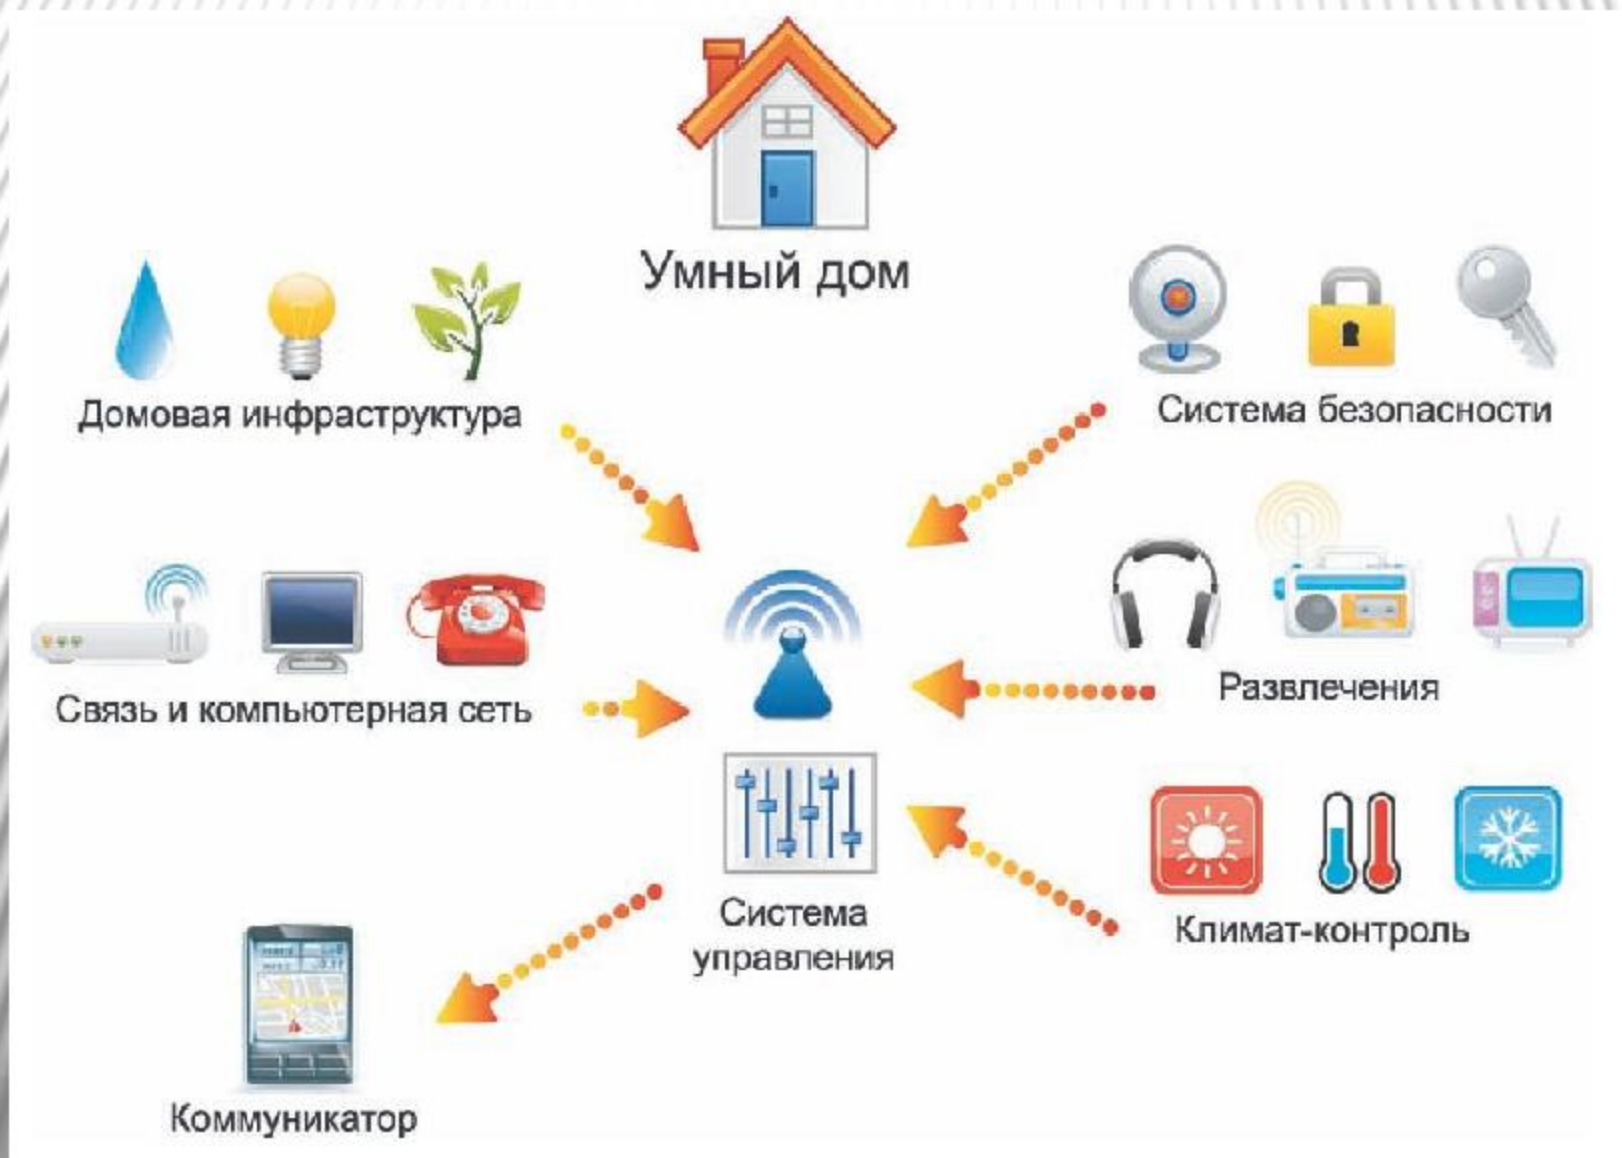 Умный дом
Домовая инфраструктура
Система безопасности
Связь и компьютерная сеть
Развлечения
Климат-контроль
Система
управления
Коммуникатор